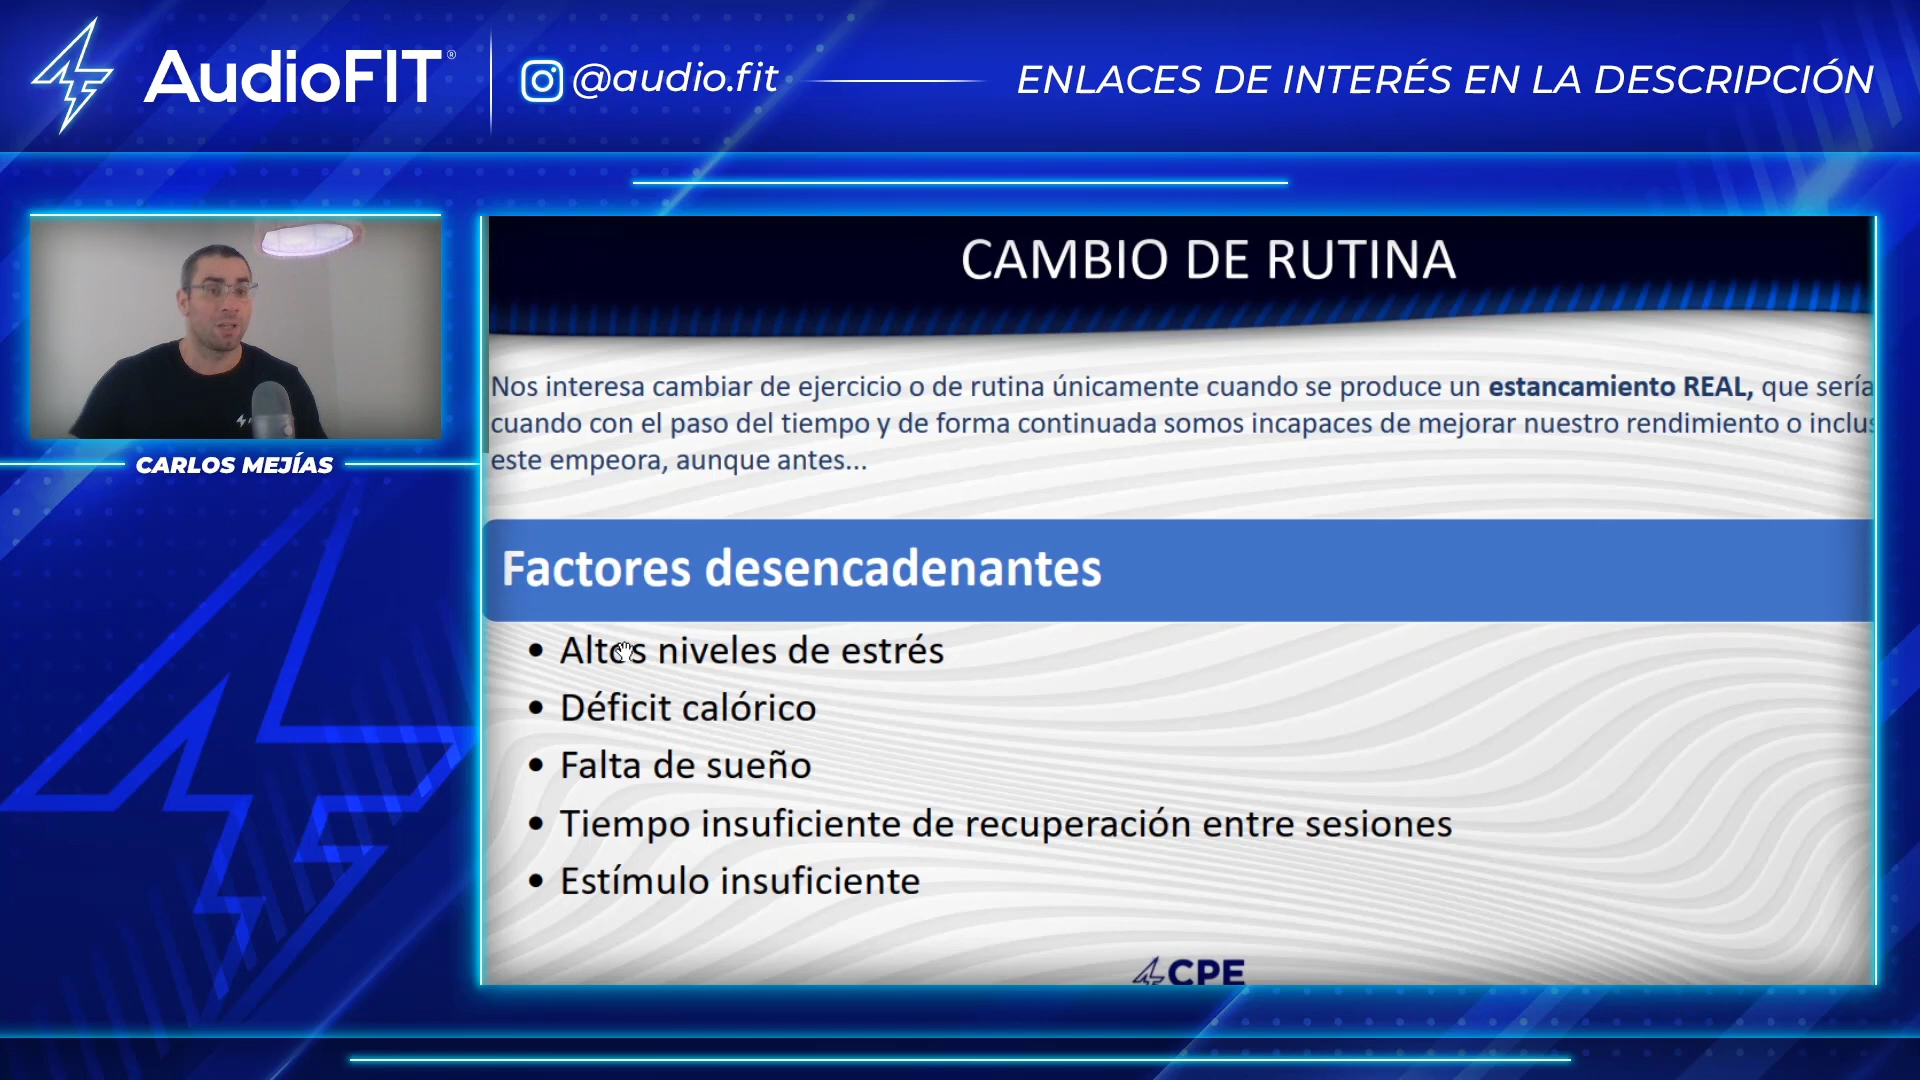 AudioFIT®
@audio.fit
ENLACES DE INTERÉS EN LA DESCRIPCIÓN
CARLOS MEJÍAS
CAMBIO DE RUTINA
Nos interesa cambiar de ejercicio o de rutina únicamente cuando se produce un estancamiento REAL, que sería
cuando con el paso del tiempo y de forma continuada somos incapaces de mejorar nuestro rendimiento o inclus
este empeora, aunque antes...
Factores desencadenantes
• Altos niveles de estrés
• Déficit calórico
• Falta de sueño
• Tiempo insuficiente de recuperación entre sesiones
• Estímulo insuficiente
CPE